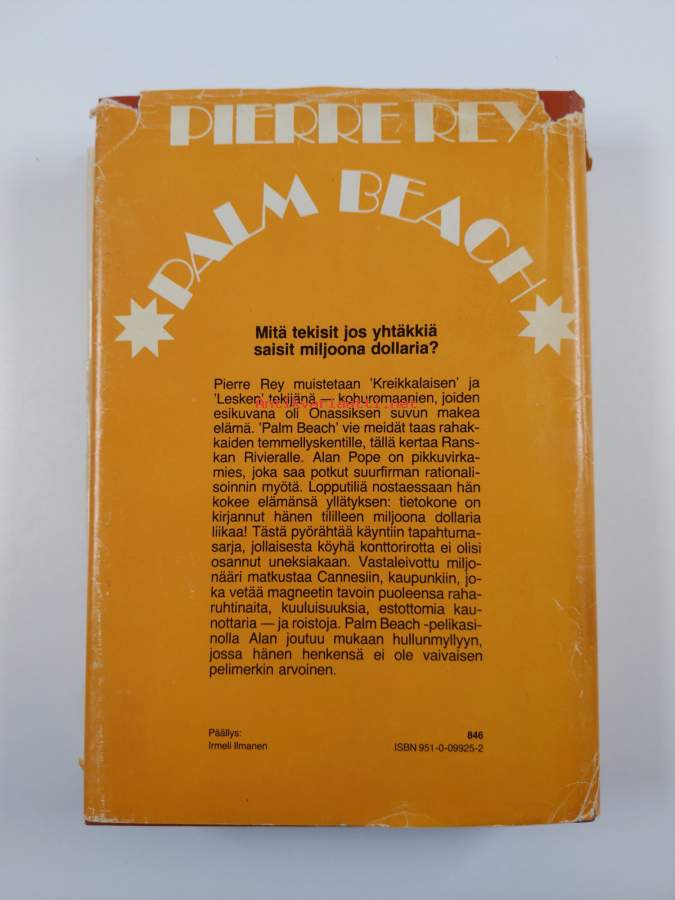 PIERRE REY
PALM BEACH
Mitä tekisit jos yhtäkkiä
saisit miljoona dollaria?
Pierre Rey muistetaan 'Kreikkalaisen' ja
'Lesken' tekijänä — kohuromanien, joiden
Antikvariaatti.net
esikuvana oli Onassiksen suvun makea
elämä. 'Palm Beach' vie meidät taas rahak-
kaiden temmellyskentille, tällä kertaa Rans-
kan Rivieralle. Alan Pope on pikkuvirka-
mies, joka saa potkut suurfirman rationali-
soinnin myötä. Lopputiliä nostaessaan hän
kokee elämänsä yllätyksen: tietokone on
kirjannut hänen tililleen miljoona dollaria
liikaa! Tästä pyörähtää käyntiin tapahtuma-
sarja, jollaisesta köyhä konttorirotta ei olisi
osannut uneksiakaan. Vastaleivottu miljo-
nääri matkustaa Cannesiin, kaupunkiin, jo-
ka vetää magneetin tavoin puoleensa raha-
ruhtinaita, kuuluisuuksia, estottomia kau-
nottaria — ja roistoja. Palm Beach -pelikasi-
nolla Alan joutuu mukaan hullunmyllyyn,
jossa hänen henkensä ei ole vaivaisen
pelimerkin arvoinen.
Päällys:
Irmeli Ilmanen
846
ISBN 951-0-09925-2